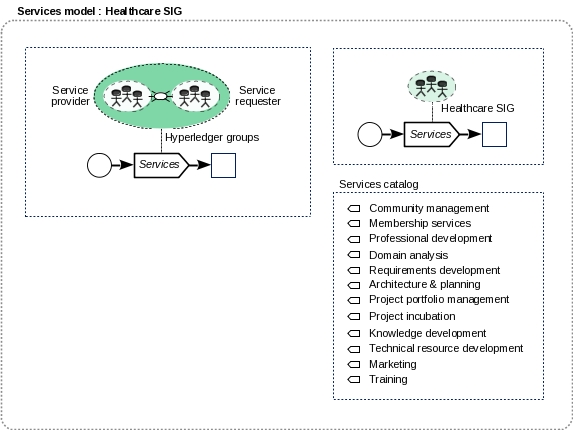 Services model : Healthcare SIG
Service provider
Service requester
Hyperledger groups
Services
Healthcare SIG
Services
Services catalog
Community management
Membership services
Professional development
Domain analysis
Requirements development
Architecture & planning
Project portfolio management
Project incubation
Knowledge development
Technical resource development
Marketing
Training